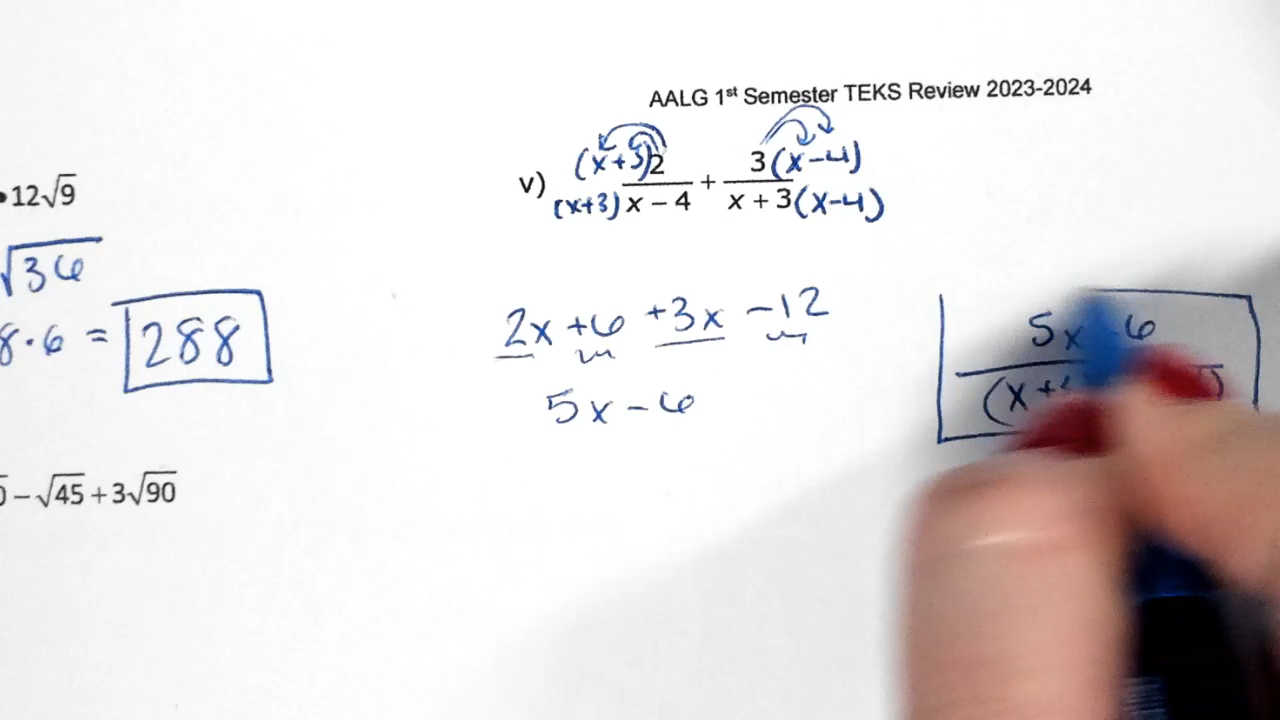 AALG 1st Semester TEKS Review 2023-2024
•12√9
√36
8·6 = 288
− √45 + 3√90
v) (x+3)2 / (x+3) x − 4 + 3(x−4) / x + 3(x−4)
2x +6 +3x −12
5x − 6
5x 6
(x+